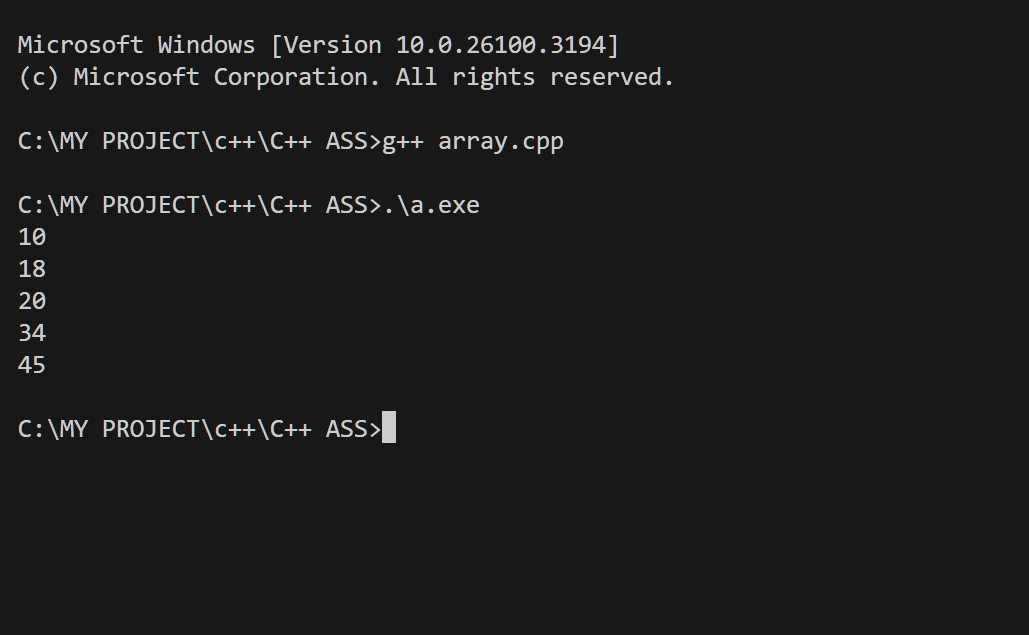 Microsoft Windows [Version 10.0.26100.3194]
(c) Microsoft Corporation. All rights reserved.
C:\MY PROJECT\c++\C++ ASS>g++ array.cpp
C:\MY PROJECT\c++\C++ ASS>.\a.exe
10
18
20
34
45
C:\MY PROJECT\c++\C++ ASS>